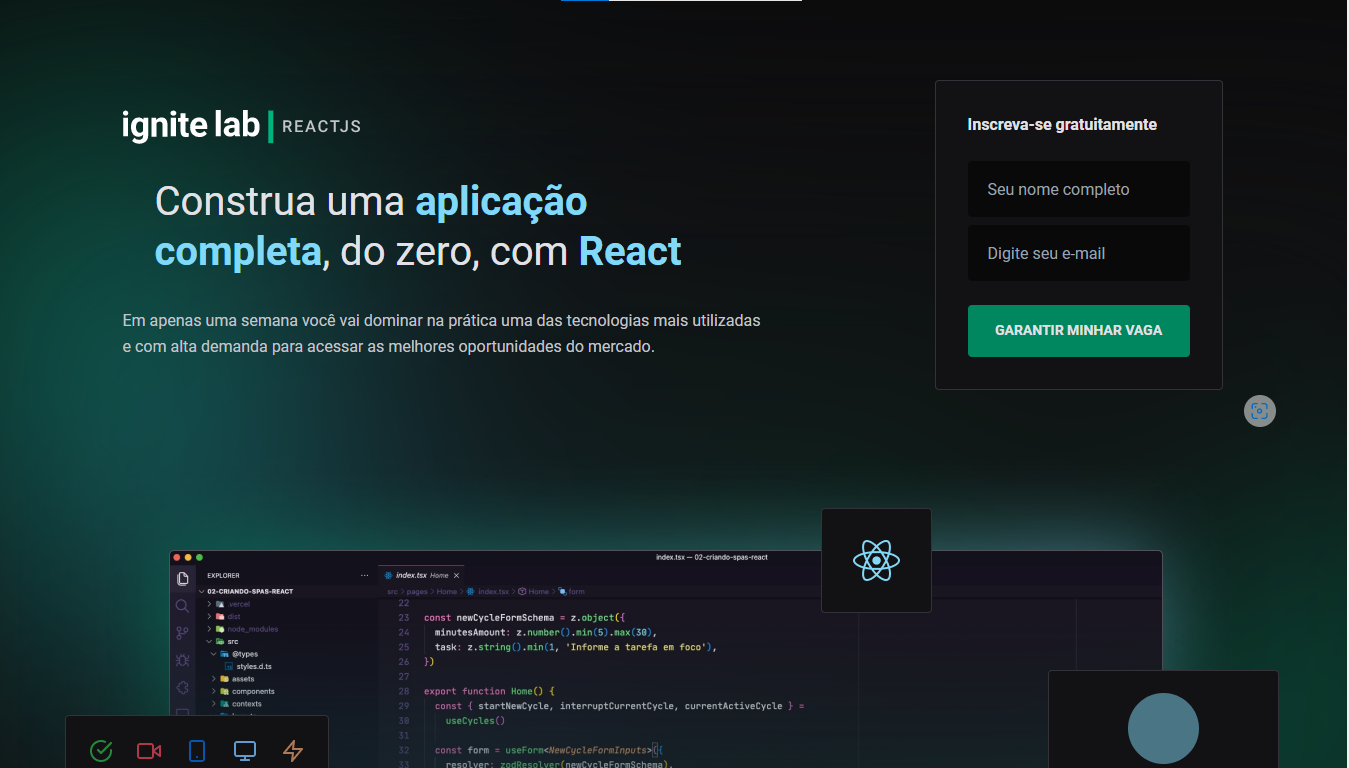 ignite lab | REACTJS
Construa uma aplicação
completa, do zero, com React
Em apenas uma semana você vai dominar na prática uma das tecnologias mais utilizadas
e com alta demanda para acessar as melhores oportunidades do mercado.
Inscreva-se gratuitamente
Seu nome completo
Digite seu e-mail
GARANTIR MINHAR VAGA
index.tsx — 02-criando-spas-react
EXPLORER
02-CRIANDO-SPAS-REACT
.vercel
dist
node_modules
src
@types
styles.d.ts
assets
components
contexts
index.tsx Home
src > pages > Home > index.tsx > Home > form
22
23 const newCycleFormSchema = z.object({
24 minutesAmount: z.number().min(5).max(30),
25 task: z.string().min(1, 'Informe a tarefa em foco'),
26 })
27
28 export function Home() {
29 const { startNewCycle, interruptCurrentCycle, currentActiveCycle } =
30 useCycles()
31
32 const form = useForm<NewCycleFormInputs>({
33 resolver: zodResolver(newCycleFormSchema),